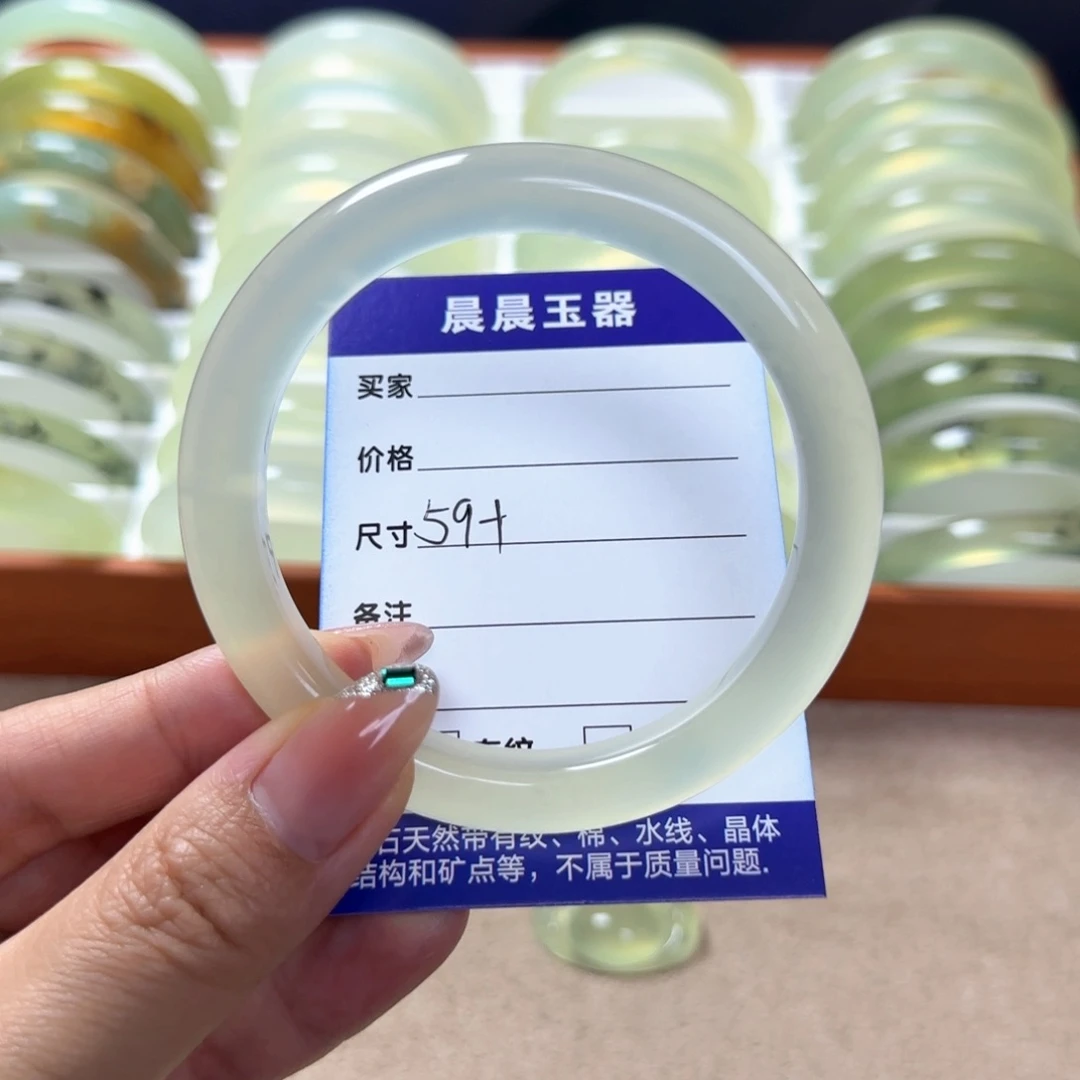 晨晨玉器
买家
价格
尺寸59+
备注
石天然带有纹、棉、水线、晶体
结构和矿点等，不属于质量问题.